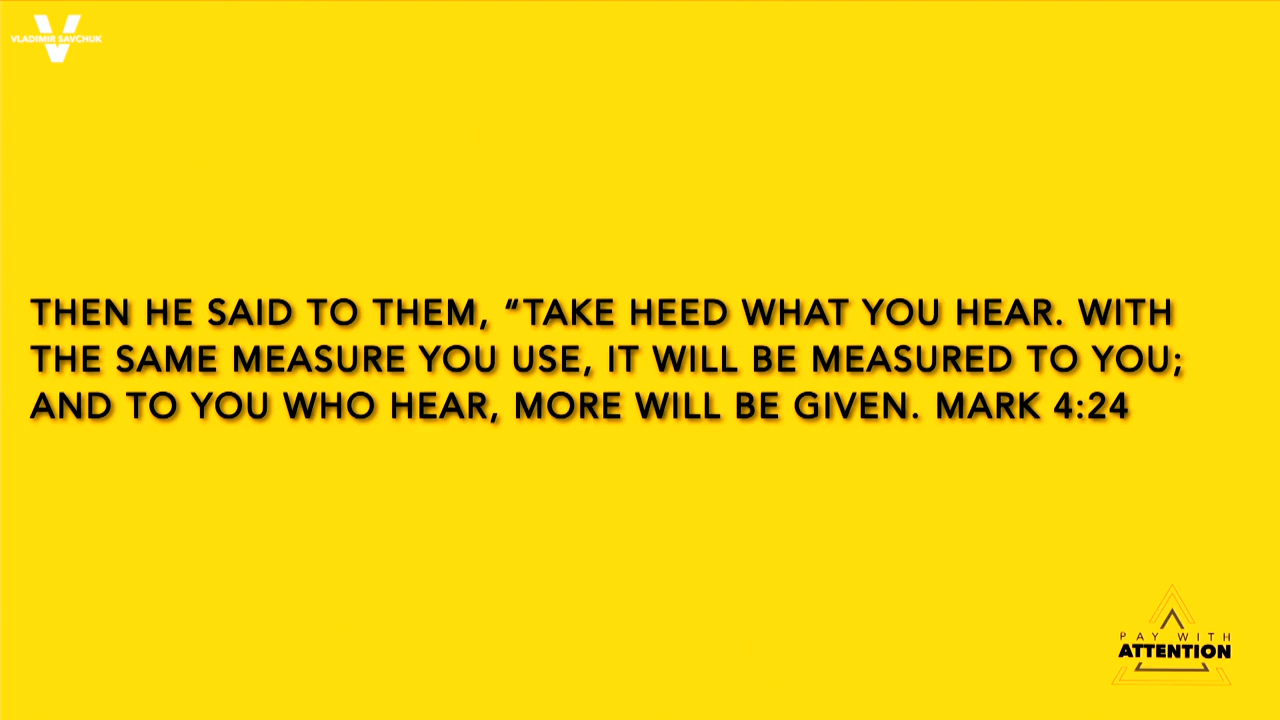 VLADIMIR SAVCHUK
THEN HE SAID TO THEM, “TAKE HEED WHAT YOU HEAR. WITH
THE SAME MEASURE YOU USE, IT WILL BE MEASURED TO YOU;
AND TO YOU WHO HEAR, MORE WILL BE GIVEN. MARK 4:24
PAY WITH
ATTENTION